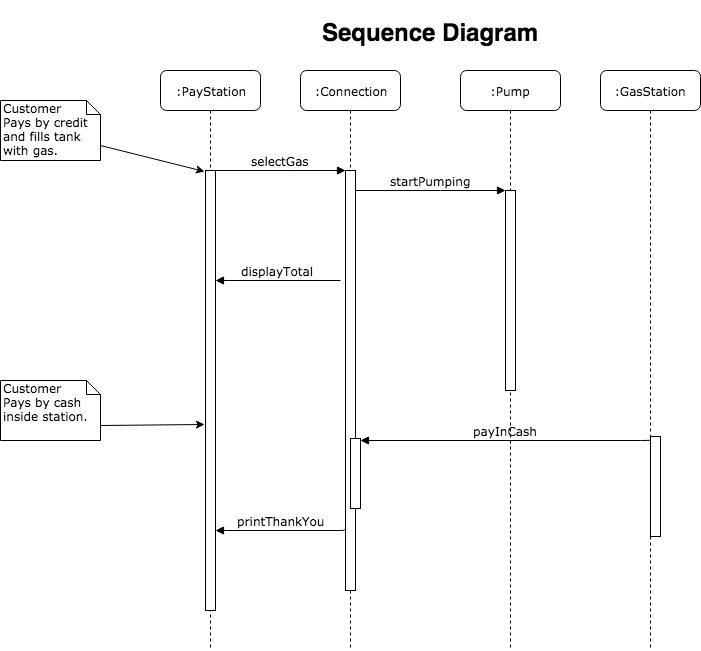 Sequence Diagram
:PayStation
:Connection
:Pump
:GasStation
Customer
Pays by credit
and fills tank
with gas.
selectGas
startPumping
displayTotal
Customer
Pays by cash
inside station.
payInCash
printThankYou